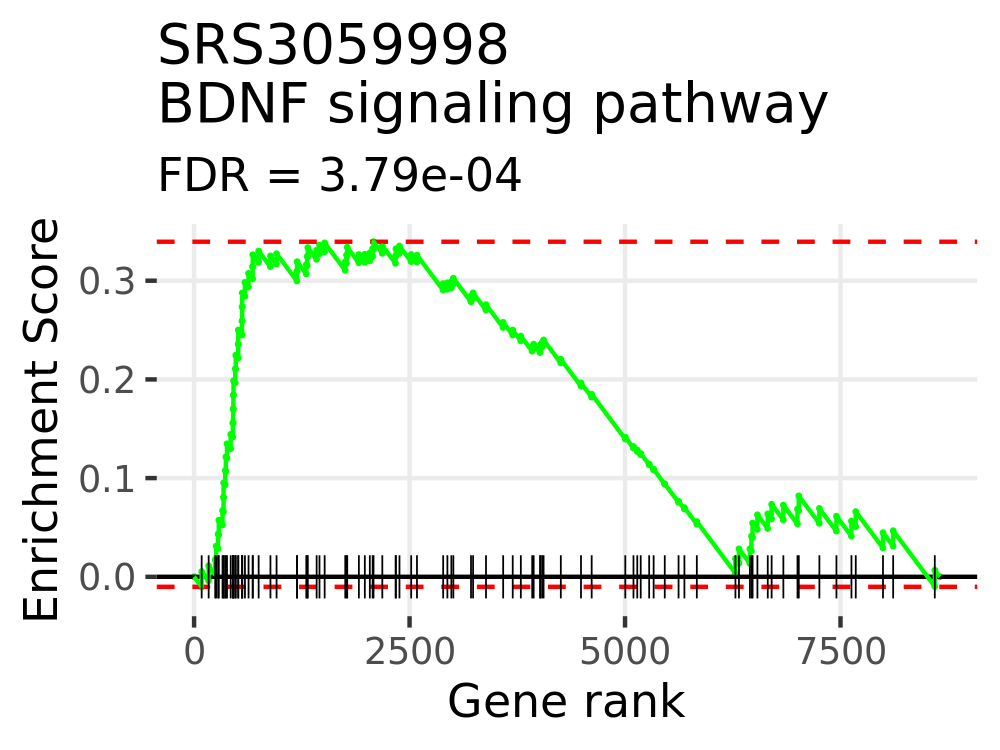 SRS3059998
BDNF signaling pathway
FDR = 3.79e-04
Enrichment Score
0.3
0.2
0.1
0.0
0
2500
5000
7500
Gene rank